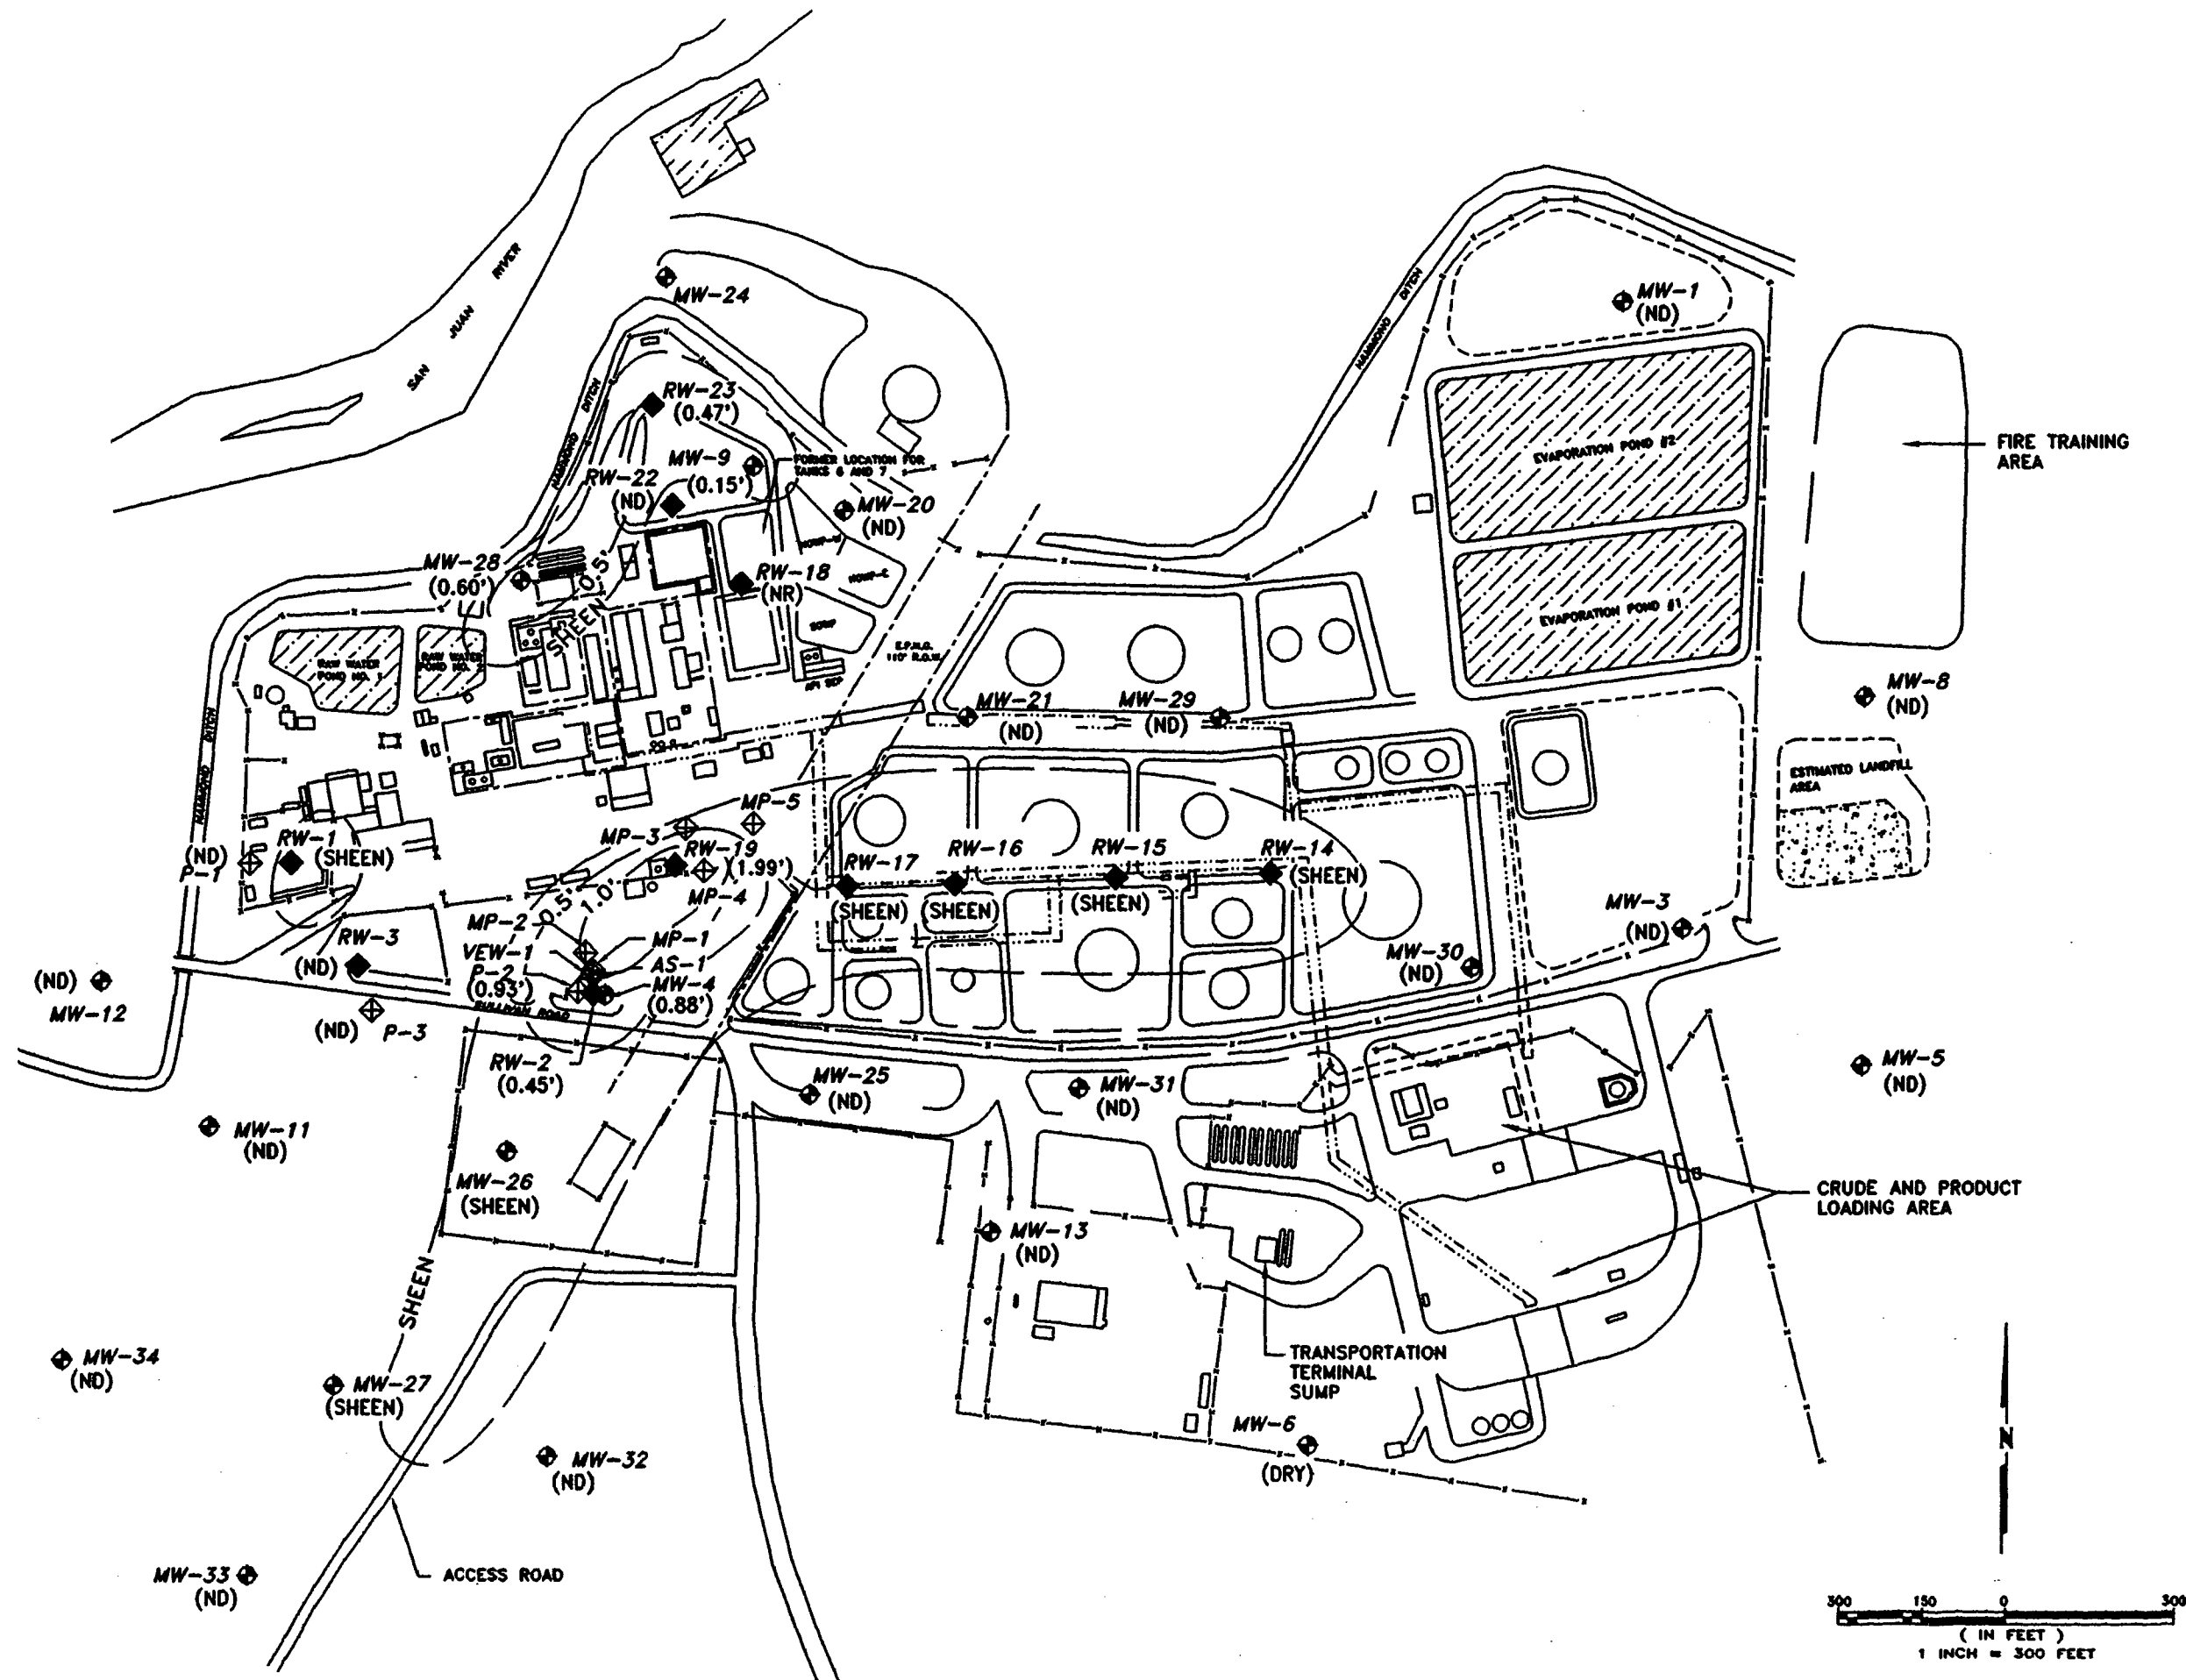 SAN JUAN RIVER
MW-24
HAMMOND DITCH
MW-1
(ND)
HAMMOND DITCH
RW-23
(0.47')
MW-9
(0.15')
FORMER LOCATION FOR
TANKS 6 AND 7
RW-22
(ND)
MW-20
(ND)
EVAPORATION POND #2
FIRE TRAINING
AREA
MW-28
(0.60')
0.5'
SHEEN
RW-18
(NR)
EVAPORATION POND #1
RAW WATER
POND NO. 1
RAW WATER
POND NO. 2
E.P.N.G.
110' R.O.W.
API SEP
MW-21
(ND)
MW-29
(ND)
MW-8
(ND)
HAMMOND DITCH
ESTIMATED LANDFILL
AREA
MP-5
MP-3
(ND)
P-1
RW-1
(SHEEN)
RW-19
(1.99')
MP-4
RW-17
(SHEEN)
RW-16
(SHEEN)
RW-15
(SHEEN)
RW-14
(SHEEN)
0.5'
1.0'
MP-2
MP-1
VEW-1
AS-1
P-2
(0.93')
MW-4
(0.88')
RW-3
(ND)
MW-3
(ND)
MW-30
(ND)
(ND)
MW-12
SULLIVAN ROAD
(ND) P-3
RW-2
(0.45')
MW-25
(ND)
MW-31
(ND)
MW-5
(ND)
MW-11
(ND)
MW-26
(SHEEN)
CRUDE AND PRODUCT
LOADING AREA
MW-13
(ND)
SHEEN
MW-34
(ND)
MW-27
(SHEEN)
TRANSPORTATION
TERMINAL
SUMP
MW-6
(DRY)
MW-32
(ND)
N
MW-33
(ND)
ACCESS ROAD
300 150 0 300
( IN FEET )
1 INCH = 300 FEET